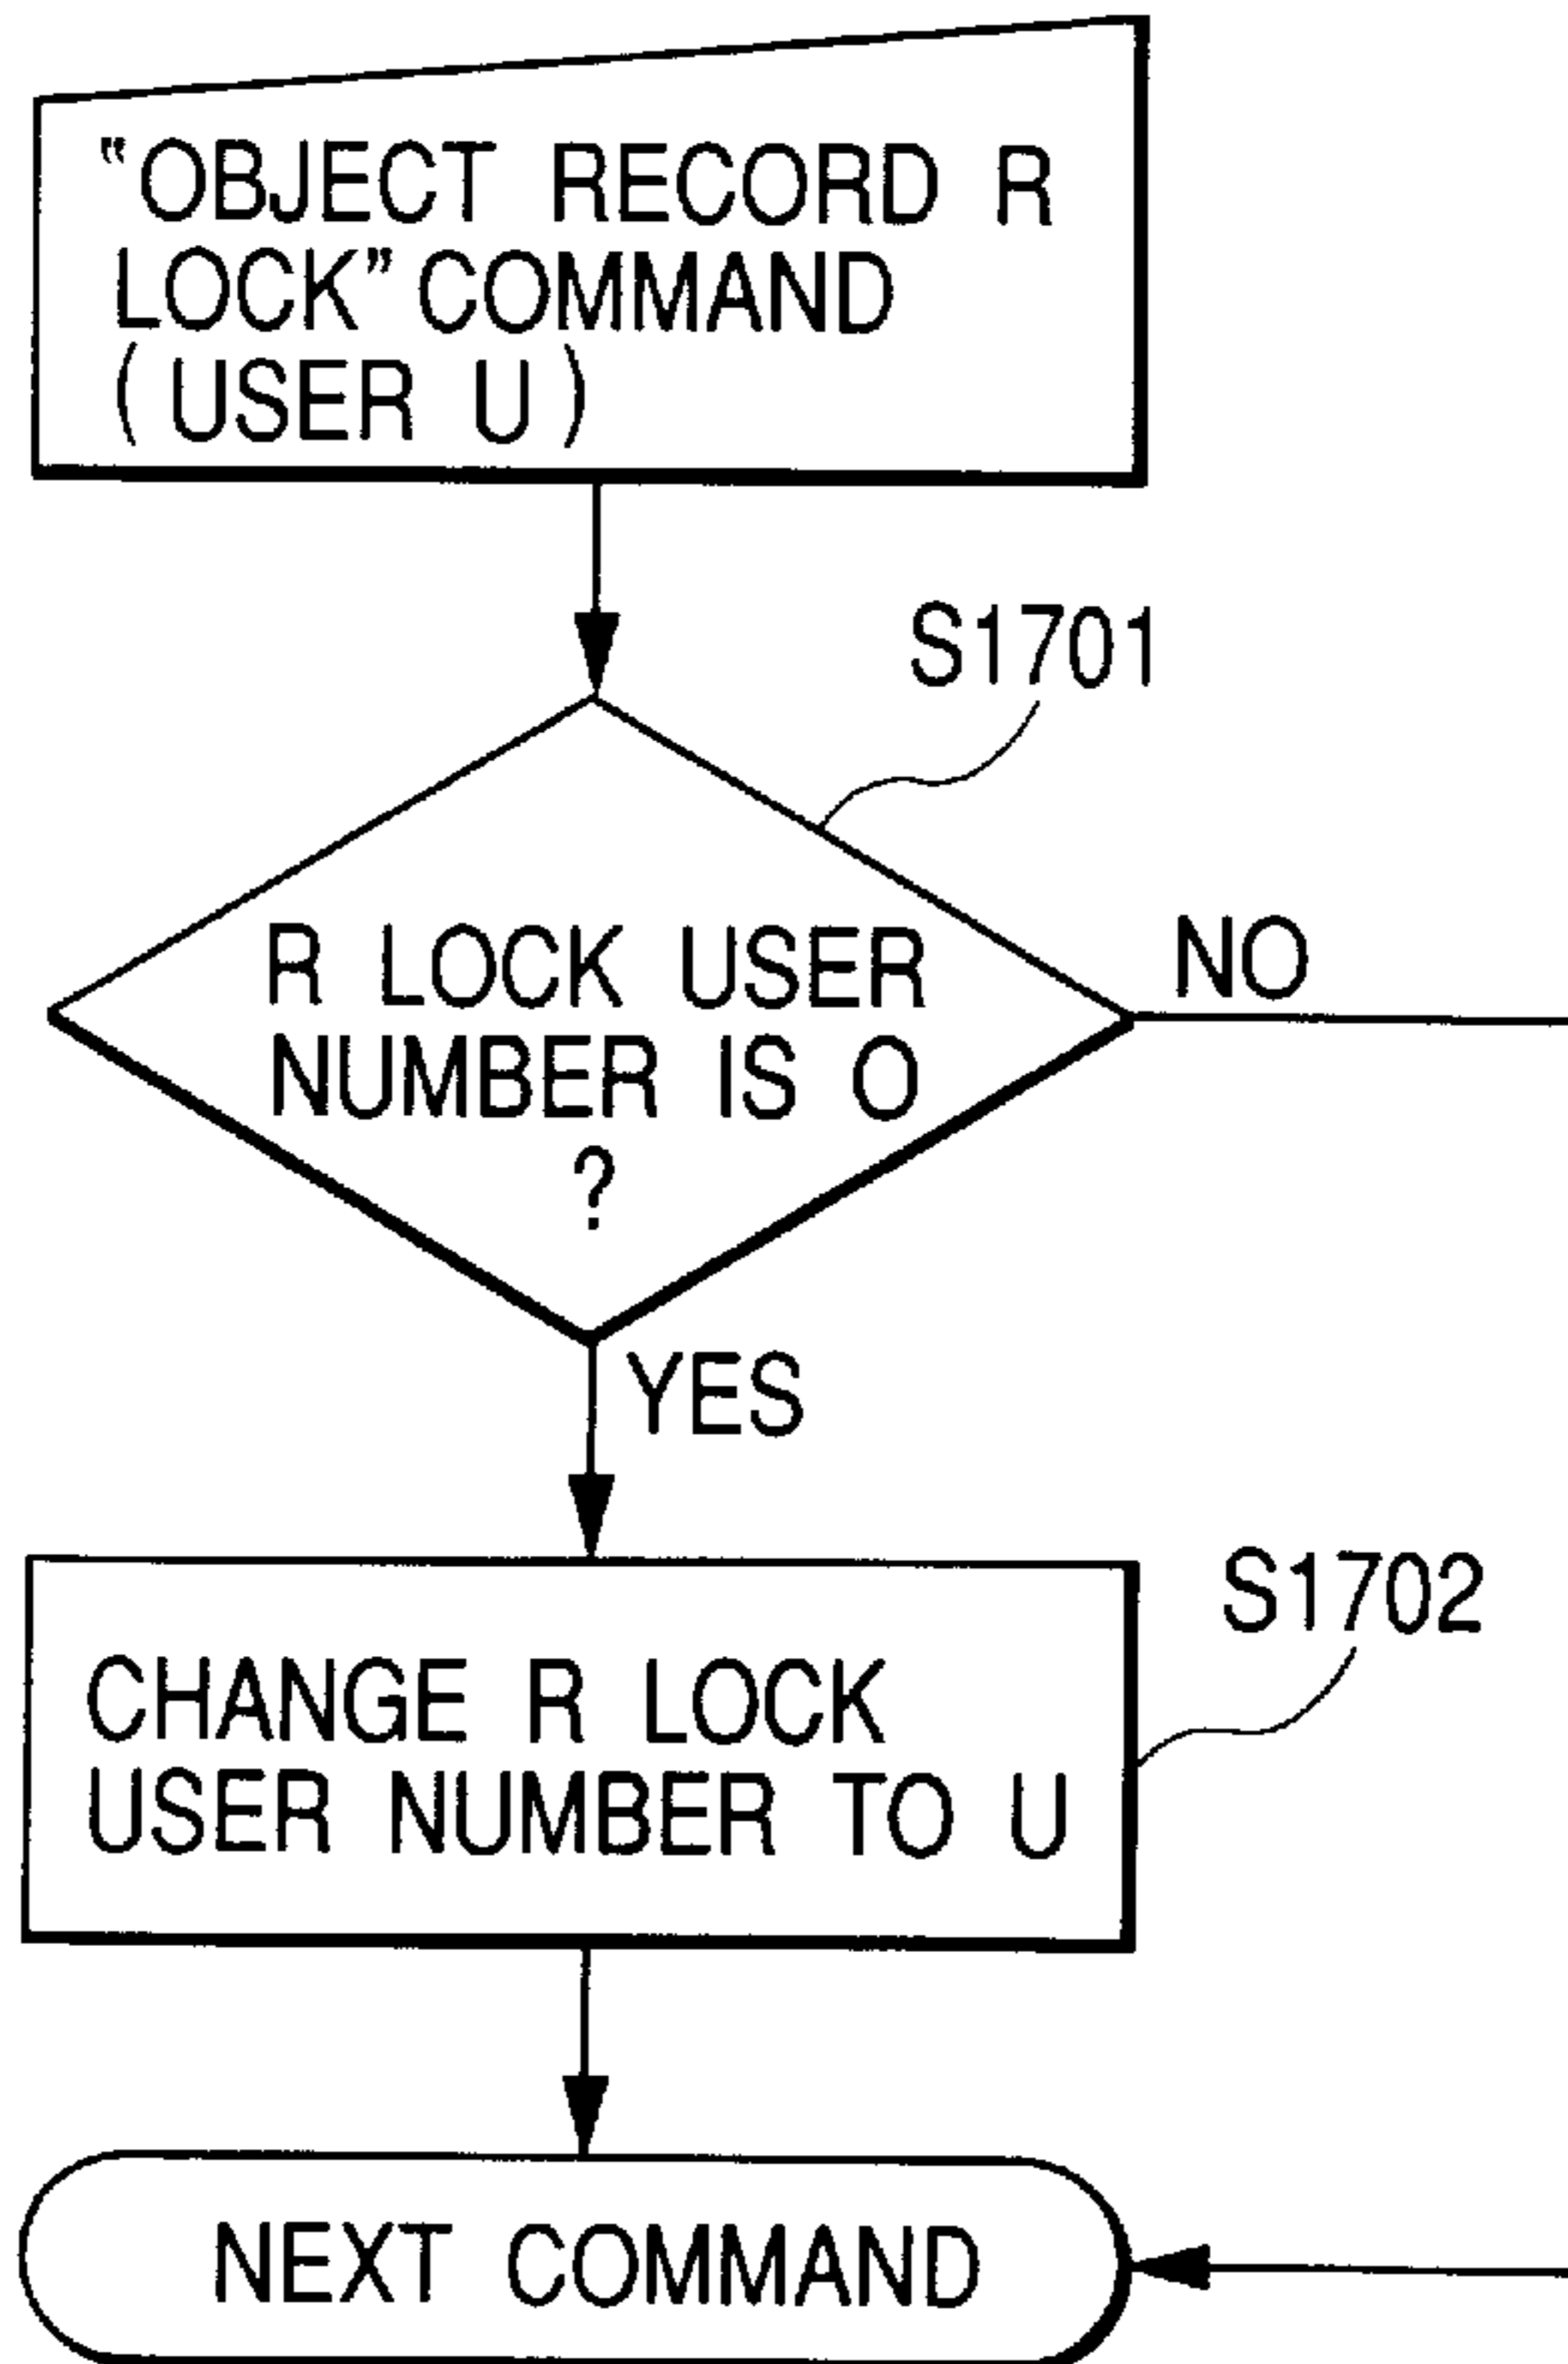 "OBJECT RECORD R
LOCK" COMMAND
(USER U)
S1701
R LOCK USER
NUMBER IS O
?
NO
YES
S1702
CHANGE R LOCK
USER NUMBER TO U
NEXT COMMAND